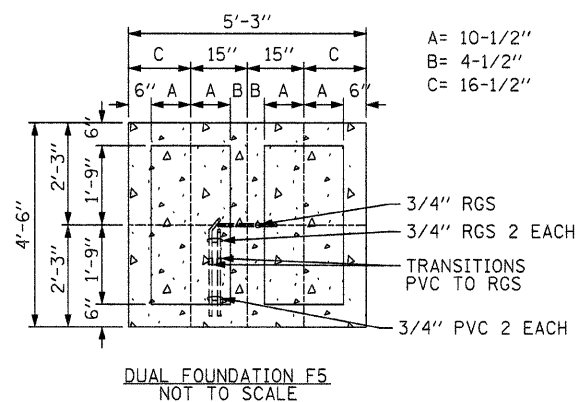 5'-3"
C 15" 15" C
6" A A B B A A 6"
A= 10-1/2"
B= 4-1/2"
C= 16-1/2"
4'-6"
2'-3"
2'-3"
6"
1'-9"
1'-9"
6"
3/4" RGS
3/4" RGS 2 EACH
TRANSITIONS
PVC TO RGS
3/4" PVC 2 EACH
DUAL FOUNDATION F5
NOT TO SCALE